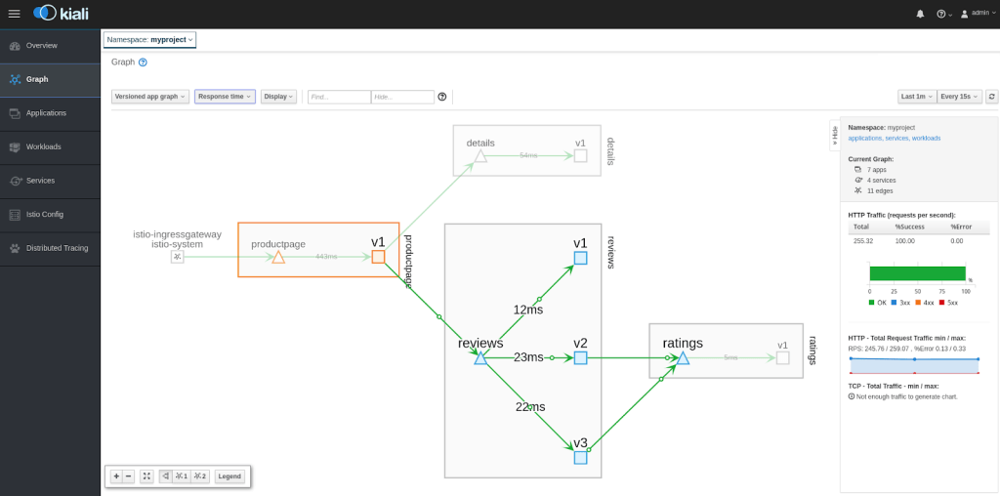 kiali
admin
Overview
Graph
Applications
Workloads
Services
Istio Config
Distributed Tracing
Namespace: myproject
Graph
Versioned app graph
Response time
Display
Find...
Hide...
Last 1m
Every 15s
Hide
details
v1
54ms
details
istio-ingressgateway
istio-system
productpage
443ms
v1
productpage
reviews
12ms
v1
23ms
v2
22ms
v3
reviews
ratings
5ms
v1
ratings
1
2
Legend
Namespace: myproject
applications, services, workloads
Current Graph:
7 apps
4 services
11 edges
HTTP Traffic (requests per second):
Total %Success %Error
255.32 100.00 0.00
%
0 25 50 75 100
OK 3xx 4xx 5xx
HTTP - Total Request Traffic min / max:
RPS: 245.76 / 259.07 , %Error 0.13 / 0.33
TCP - Total Traffic - min / max:
Not enough traffic to generate chart.